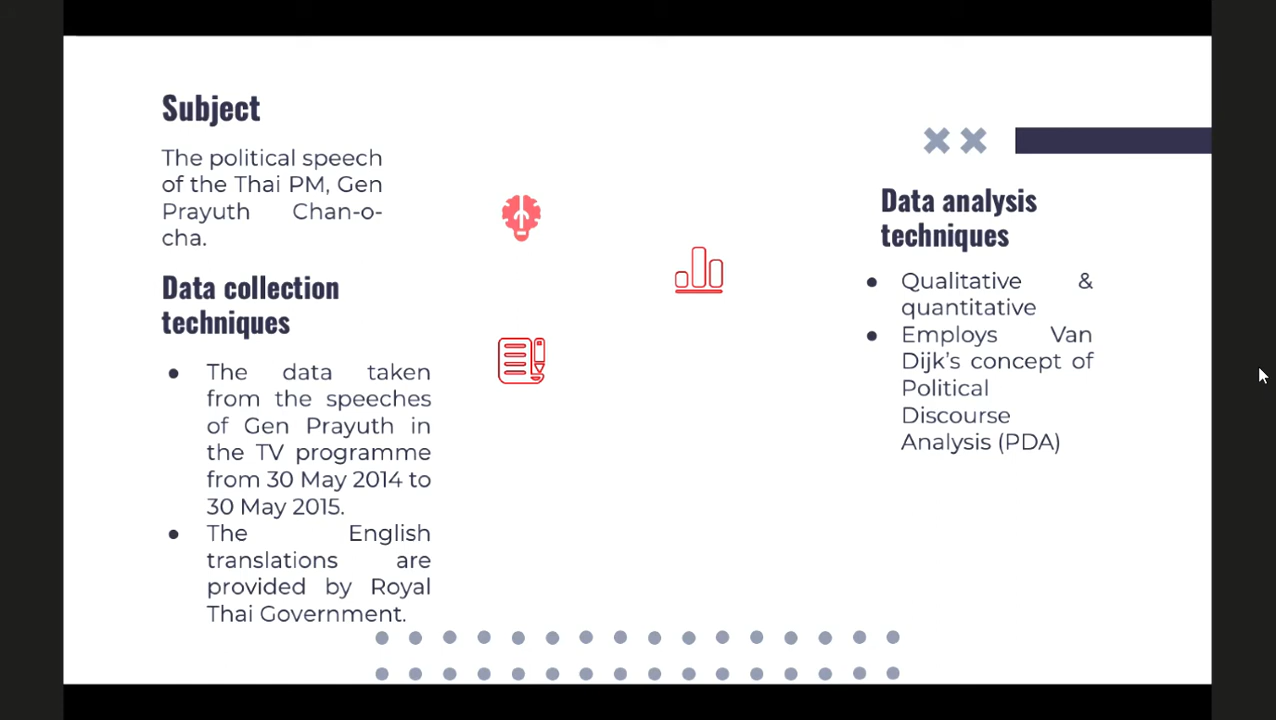 Subject
The political speech
of the Thai PM, Gen
Prayuth Chan-o-
cha.
Data collection
techniques
● The data taken
from the speeches
of Gen Prayuth in
the TV programme
from 30 May 2014 to
30 May 2015.
● The English
translations are
provided by Royal
Thai Government.
Data analysis
techniques
● Qualitative &
quantitative
● Employs Van
Dijk's concept of
Political
Discourse
Analysis (PDA)